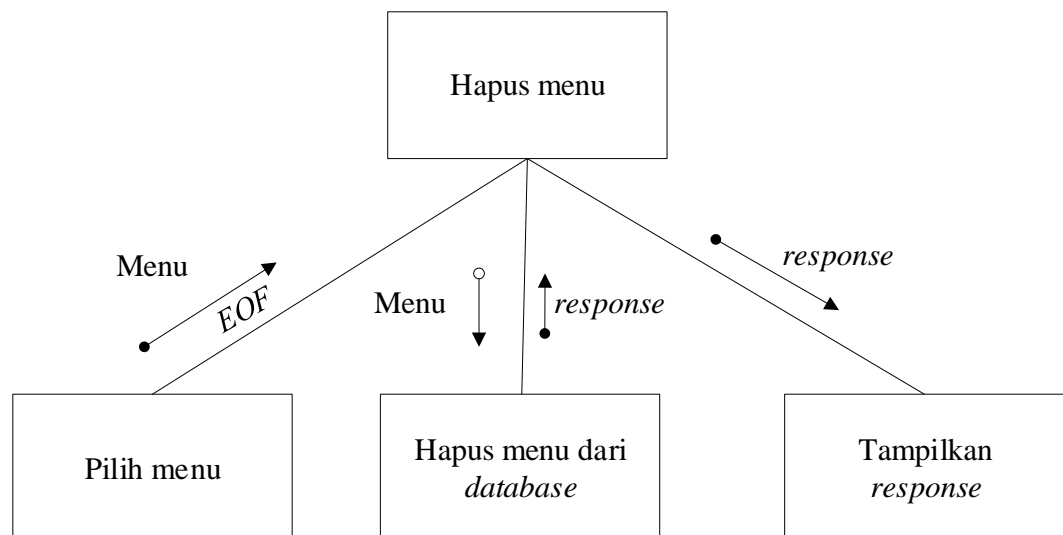 Hapus menu
Menu
EOF
Menu
response
response
Pilih menu
Hapus menu dari
database
Tampilkan
response